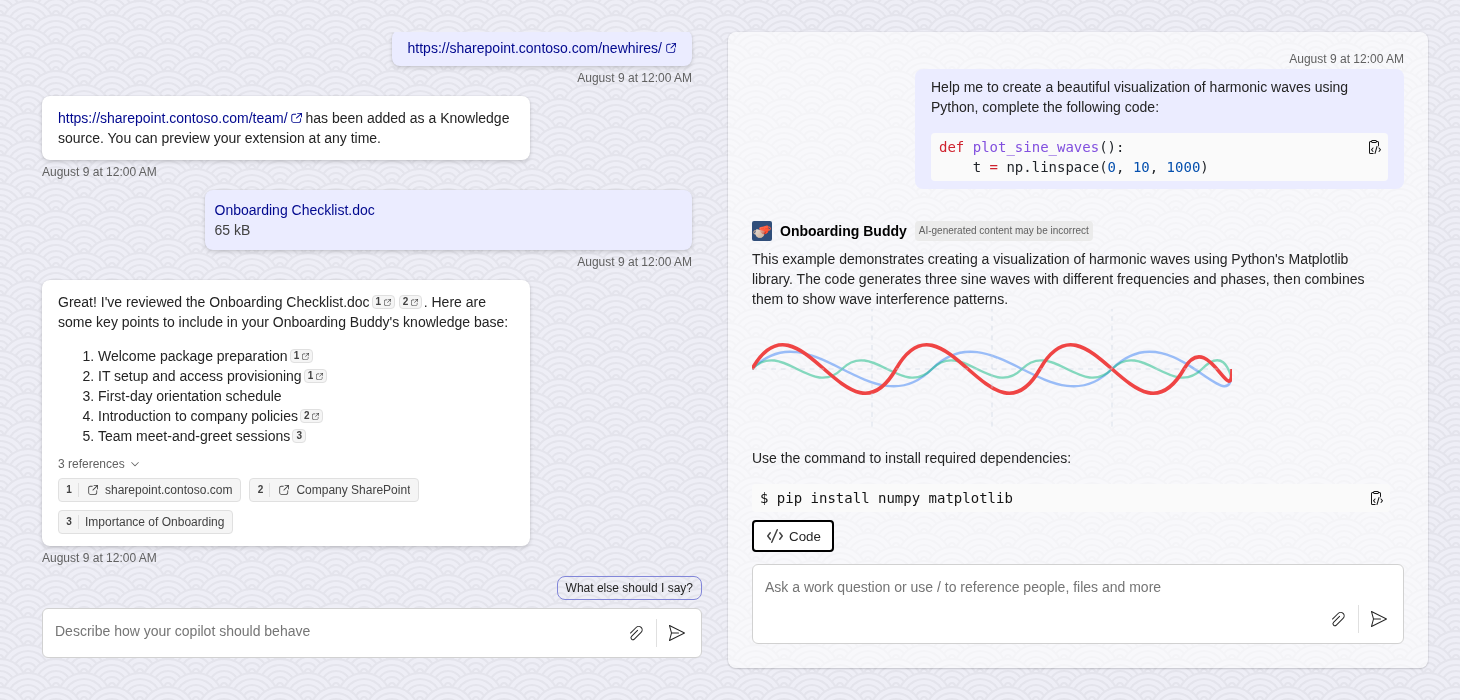 https://sharepoint.contoso.com/newhires/
August 9 at 12:00 AM
https://sharepoint.contoso.com/team/ has been added as a Knowledge
source. You can preview your extension at any time.
August 9 at 12:00 AM
Onboarding Checklist.doc
65 kB
August 9 at 12:00 AM
Great! I've reviewed the Onboarding Checklist.doc 1 2 . Here are
some key points to include in your Onboarding Buddy's knowledge base:
1. Welcome package preparation 1
2. IT setup and access provisioning 1
3. First-day orientation schedule
4. Introduction to company policies 2
5. Team meet-and-greet sessions 3
3 references
1 sharepoint.contoso.com 2 Company SharePoint
3 Importance of Onboarding
August 9 at 12:00 AM
What else should I say?
Describe how your copilot should behave
August 9 at 12:00 AM
Help me to create a beautiful visualization of harmonic waves using
Python, complete the following code:
def plot_sine_waves():
    t = np.linspace(0, 10, 1000)
Onboarding Buddy AI-generated content may be incorrect
This example demonstrates creating a visualization of harmonic waves using Python's Matplotlib
library. The code generates three sine waves with different frequencies and phases, then combines
them to show wave interference patterns.
Use the command to install required dependencies:
$ pip install numpy matplotlib
Code
Ask a work question or use / to reference people, files and more